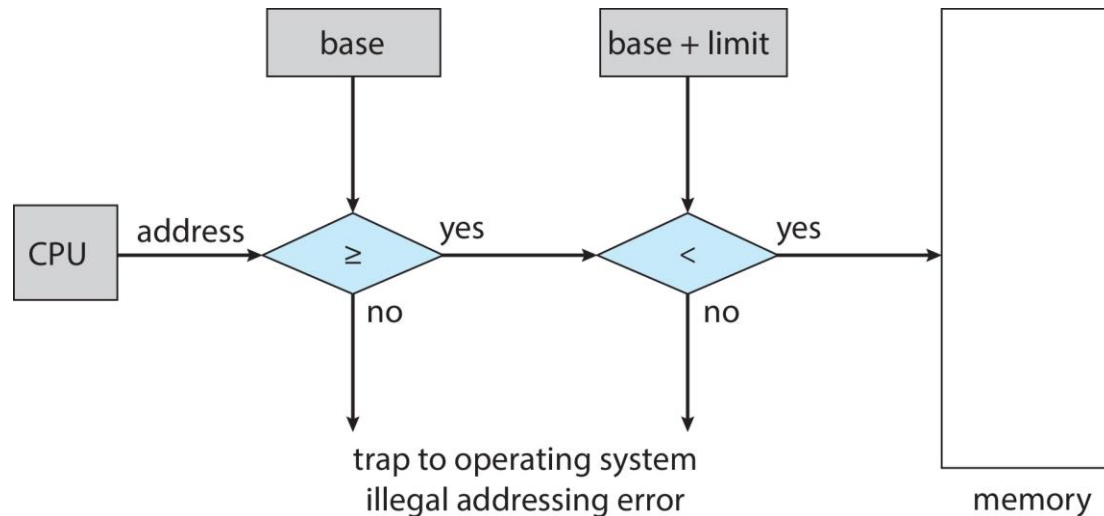 base
base + limit
CPU
address
≥
yes
<
yes
no
no
trap to operating system
illegal addressing error
memory